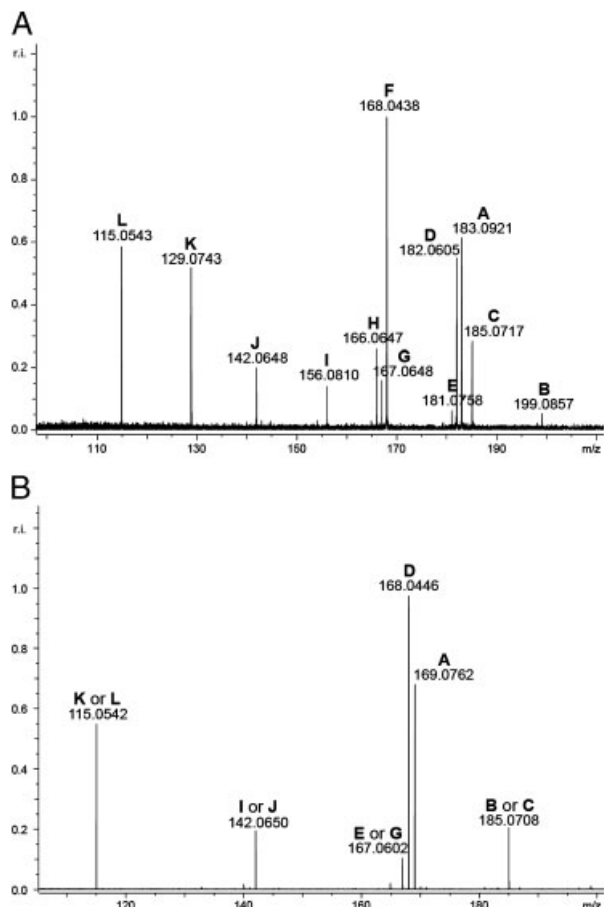 A
r.i.
F
168.0438
1.0
0.8
L
115.0543
A
183.0921
0.6
K
129.0743
D
182.0605
0.4
H
166.0647
C
185.0717
J
142.0648
G
167.0648
0.2
I
156.0810
E
181.0758
B
199.0857
0.0
110
130
150
170
190
m/z
B
r.i.
D
168.0446
1.0
0.8
A
169.0762
K or L
115.0542
0.6
0.4
I or J
142.0650
B or C
185.0708
E or G
167.0602
0.2
0.0
120
140
160
180
m/z